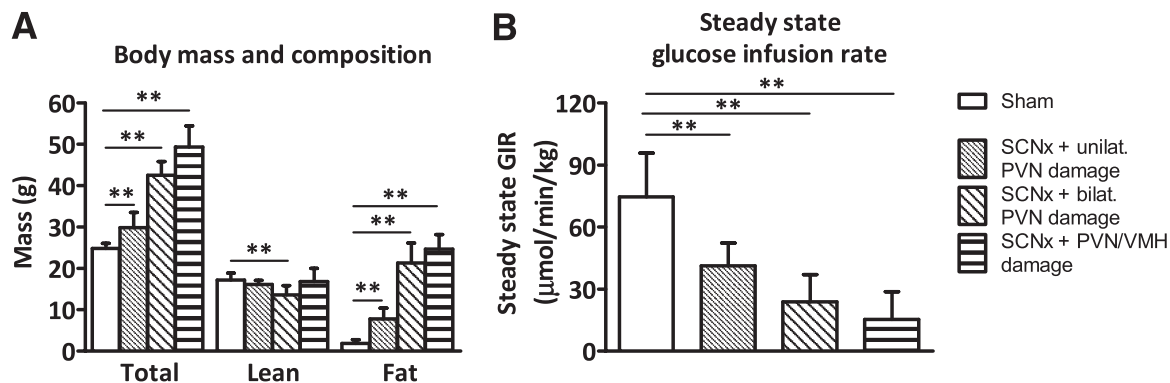 A
Body mass and composition
Mass (g)
60
50
40
30
20
10
0
**
**
**
**
**
**
**
Total
Lean
Fat
B
Steady state
glucose infusion rate
Steady state GIR
(µmol/min/kg)
120
90
60
30
0
**
**
**
Sham
SCNx + unilat.
PVN damage
SCNx + bilat.
PVN damage
SCNx + PVN/VMH
damage